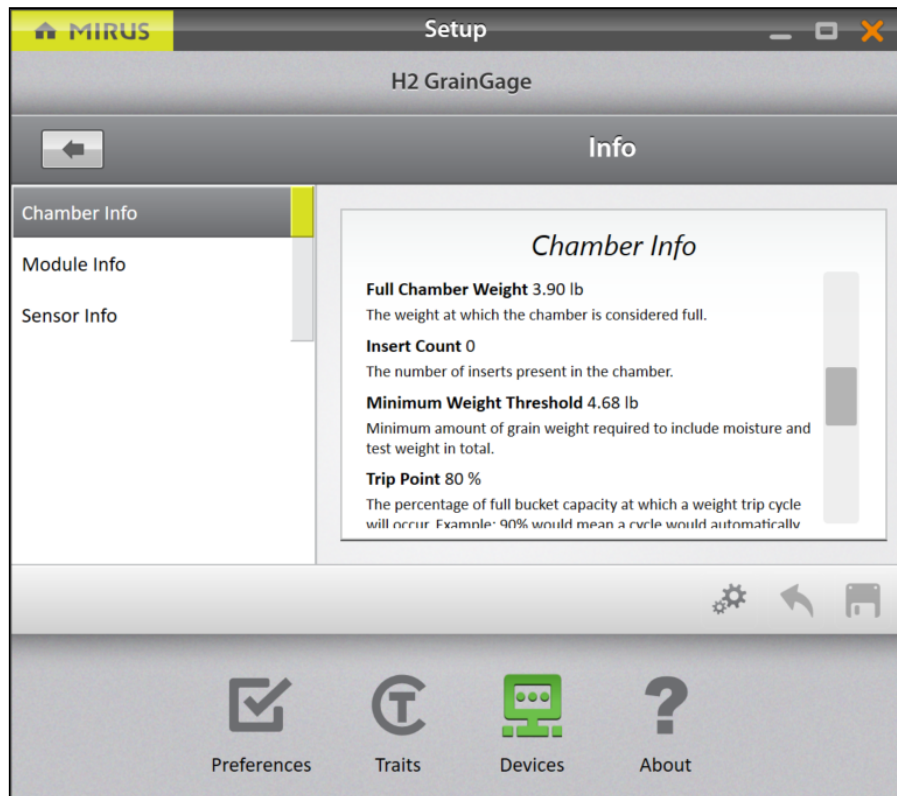 MIRUS
Setup
H2 GrainGage
Info
Chamber Info
Module Info
Sensor Info
Chamber Info
Full Chamber Weight 3.90 lb
The weight at which the chamber is considered full.
Insert Count 0
The number of inserts present in the chamber.
Minimum Weight Threshold 4.68 lb
Minimum amount of grain weight required to include moisture and
test weight in total.
Trip Point 80 %
The percentage of full bucket capacity at which a weight trip cycle
will occur. Example: 90% would mean a cycle would automatically
Preferences
Traits
Devices
About